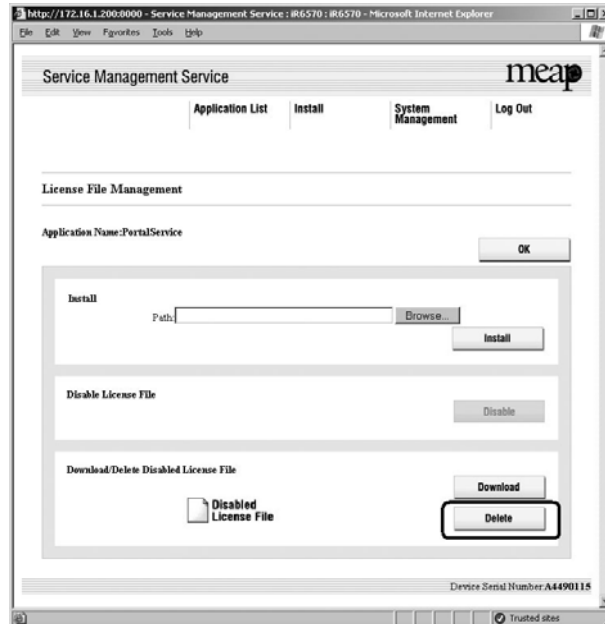 http://172.16.1.200:8000 - Service Management Service : iR6570 : iR6570 - Microsoft Internet Explorer
File Edit View Favorites Tools Help
Service Management Service
meap
Application List Install System Management Log Out
License File Management
Application Name:PortalService
OK
Install
Path: Browse...
Install
Disable License File
Disable
Download/Delete Disabled License File
Download
Disabled
License File
Delete
Device Serial Number:A4490115
Trusted sites